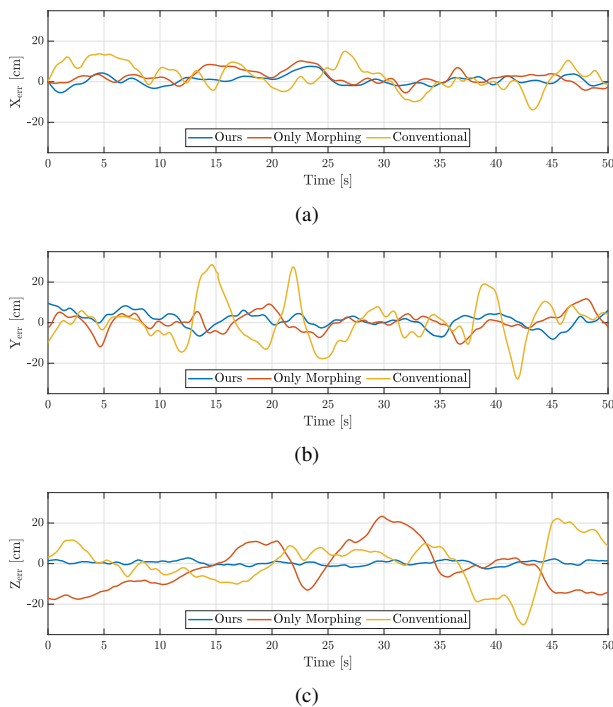 20
0
-20
X_err [cm]
Ours Only Morphing Conventional
0 5 10 15 20 25 30 35 40 45 50
Time [s]
(a)
20
0
-20
Y_err [cm]
Ours Only Morphing Conventional
0 5 10 15 20 25 30 35 40 45 50
Time [s]
(b)
20
0
-20
Z_err [cm]
Ours Only Morphing Conventional
0 5 10 15 20 25 30 35 40 45 50
Time [s]
(c)